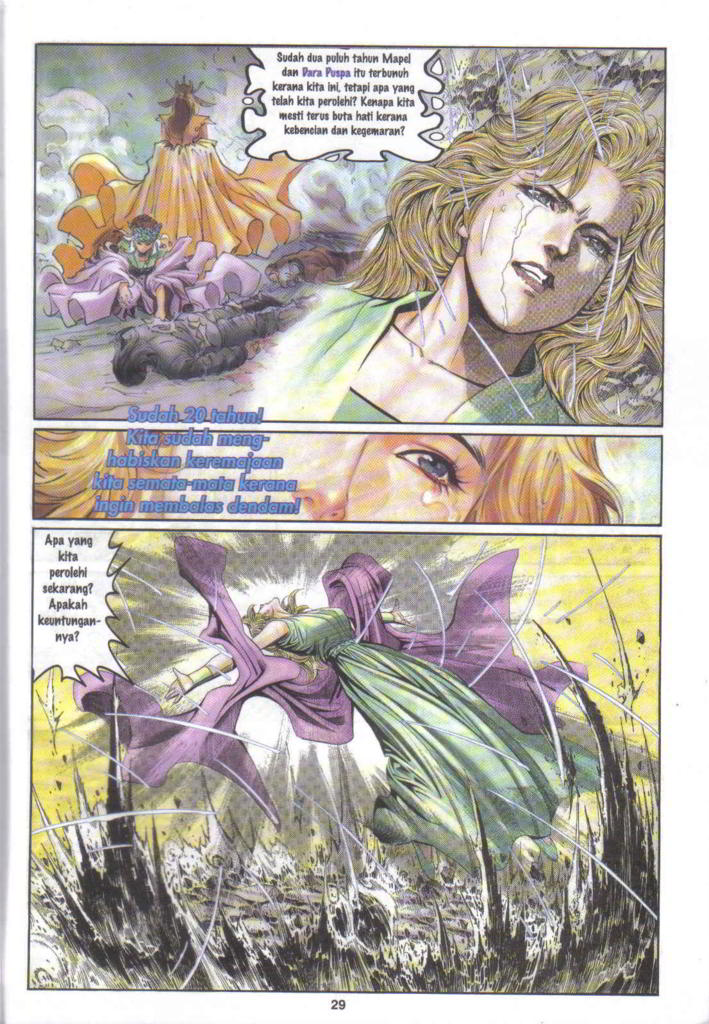 Sudah dua puluh tahun Mapel
dan Dara Puspa itu terbunuh
kerana kita ini, tetapi apa yang
telah kita perolehi? Kenapa kita
mesti terus buta hati kerana
kebencian dan kegemaran?
Sudah 20 tahun!
Kita sudah meng-
habiskan keremajaan
kita semata-mata kerana
ingin membalas dendam!
Apa yang
kita
perolehi
sekarang?
Apakah
keuntungan-
nya?
29